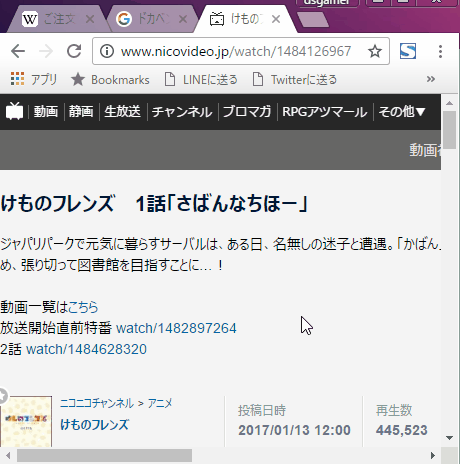 dsgamer
ご注文
ドカベン
けものフ
www.nicovideo.jp/watch/1484126967
アプリ Bookmarks LINEに送る Twitterに送る
動画 静画 生放送 チャンネル ブロマガ RPGアツマール その他▼
けものフレンズ 1話「さばんなちほー」
ジャパリパークで元気に暮らすサーバルは、ある日、名無しの迷子と遭遇。「かばん」
め、張り切って図書館を目指すことに…！
動画一覧はこちら
放送開始直前特番 watch/1482897264
2話 watch/1484628320
ニコニコチャンネル > アニメ
けものフレンズ
投稿日時
2017/01/13 12:00
再生数
445,523